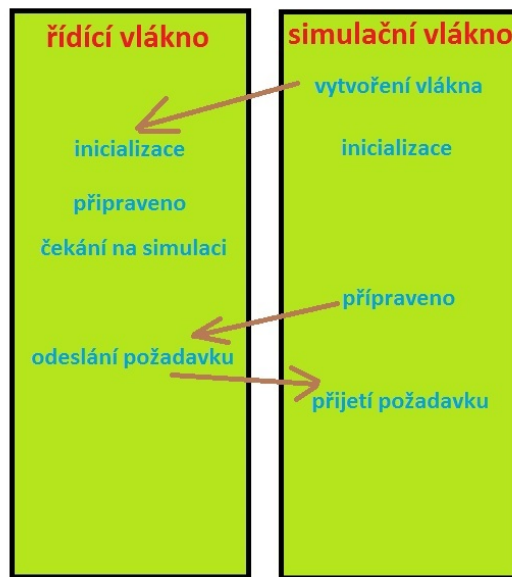 řídící vlákno
inicializace
připraveno
čekání na simulaci
odeslání požadavku
simulační vlákno
vytvoření vlákna
inicializace
přípraveno
přijetí požadavku